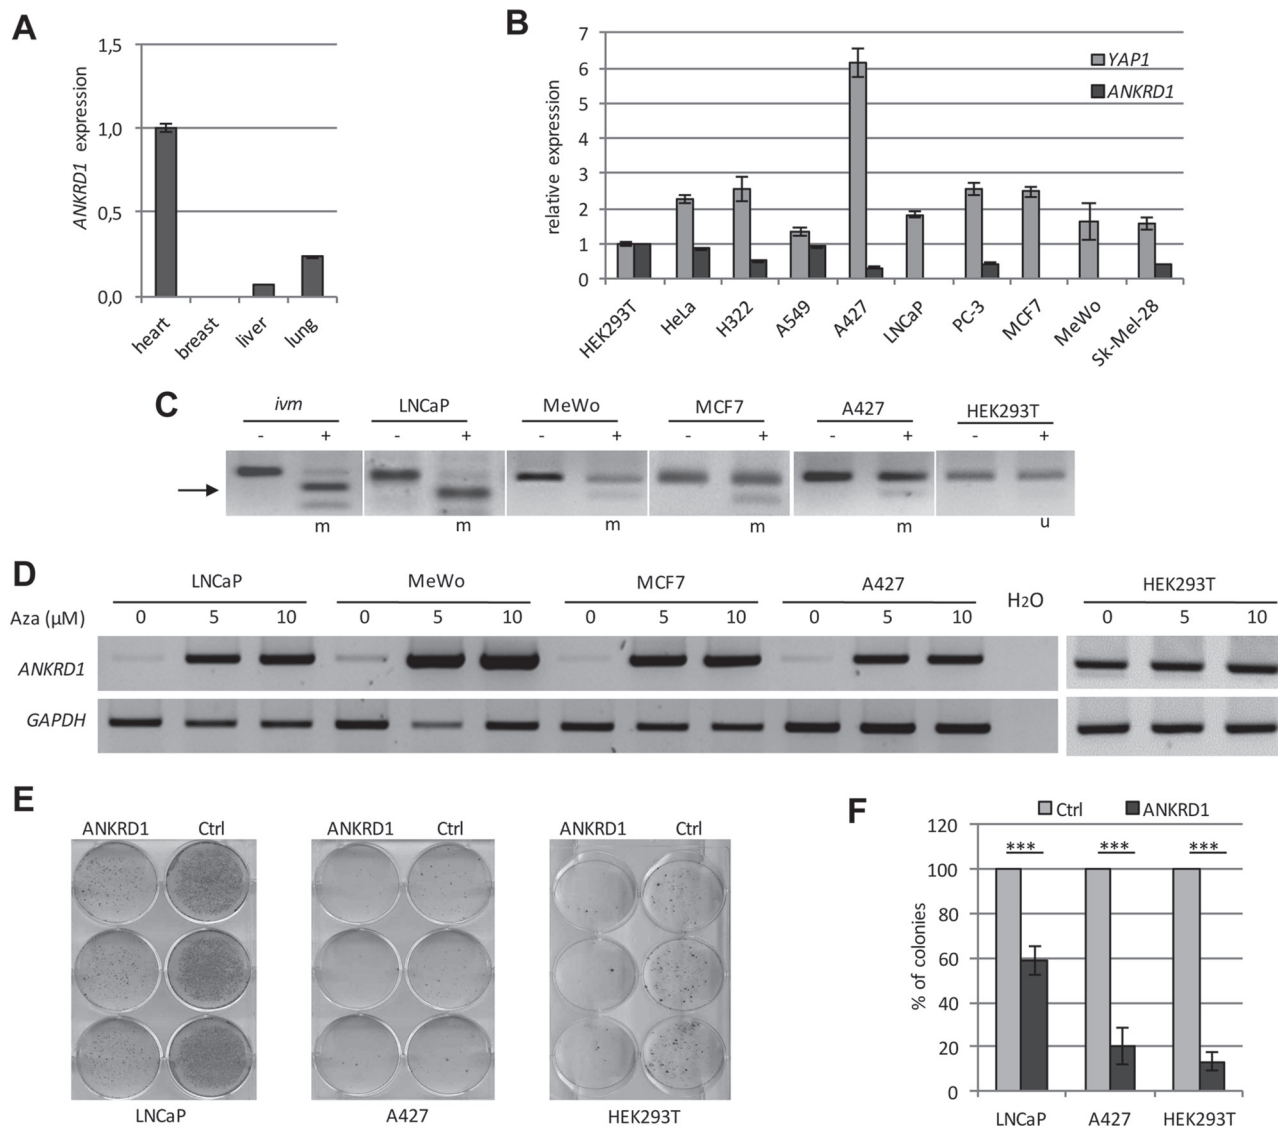 A
1,5
1,0
0,5
0,0
ANKRD1 expression
heart
breast
liver
lung
B
7
6
5
4
3
2
1
0
relative expression
YAP1
ANKRD1
HEK293T
HeLa
H322
A549
A427
LNCaP
PC-3
MCF7
MeWo
Sk-Mel-28
C
ivm LNCaP MeWo MCF7 A427 HEK293T
- + - + - + - + - + - +
m m m m m u
D
LNCaP MeWo MCF7 A427 H2O HEK293T
Aza (µM) 0 5 10 0 5 10 0 5 10 0 5 10 0 5 10
ANKRD1
GAPDH
E
ANKRD1 Ctrl ANKRD1 Ctrl ANKRD1 Ctrl
LNCaP A427 HEK293T
F
Ctrl ANKRD1
120
100
80
60
40
20
0
% of colonies
*** *** ***
LNCaP A427 HEK293T